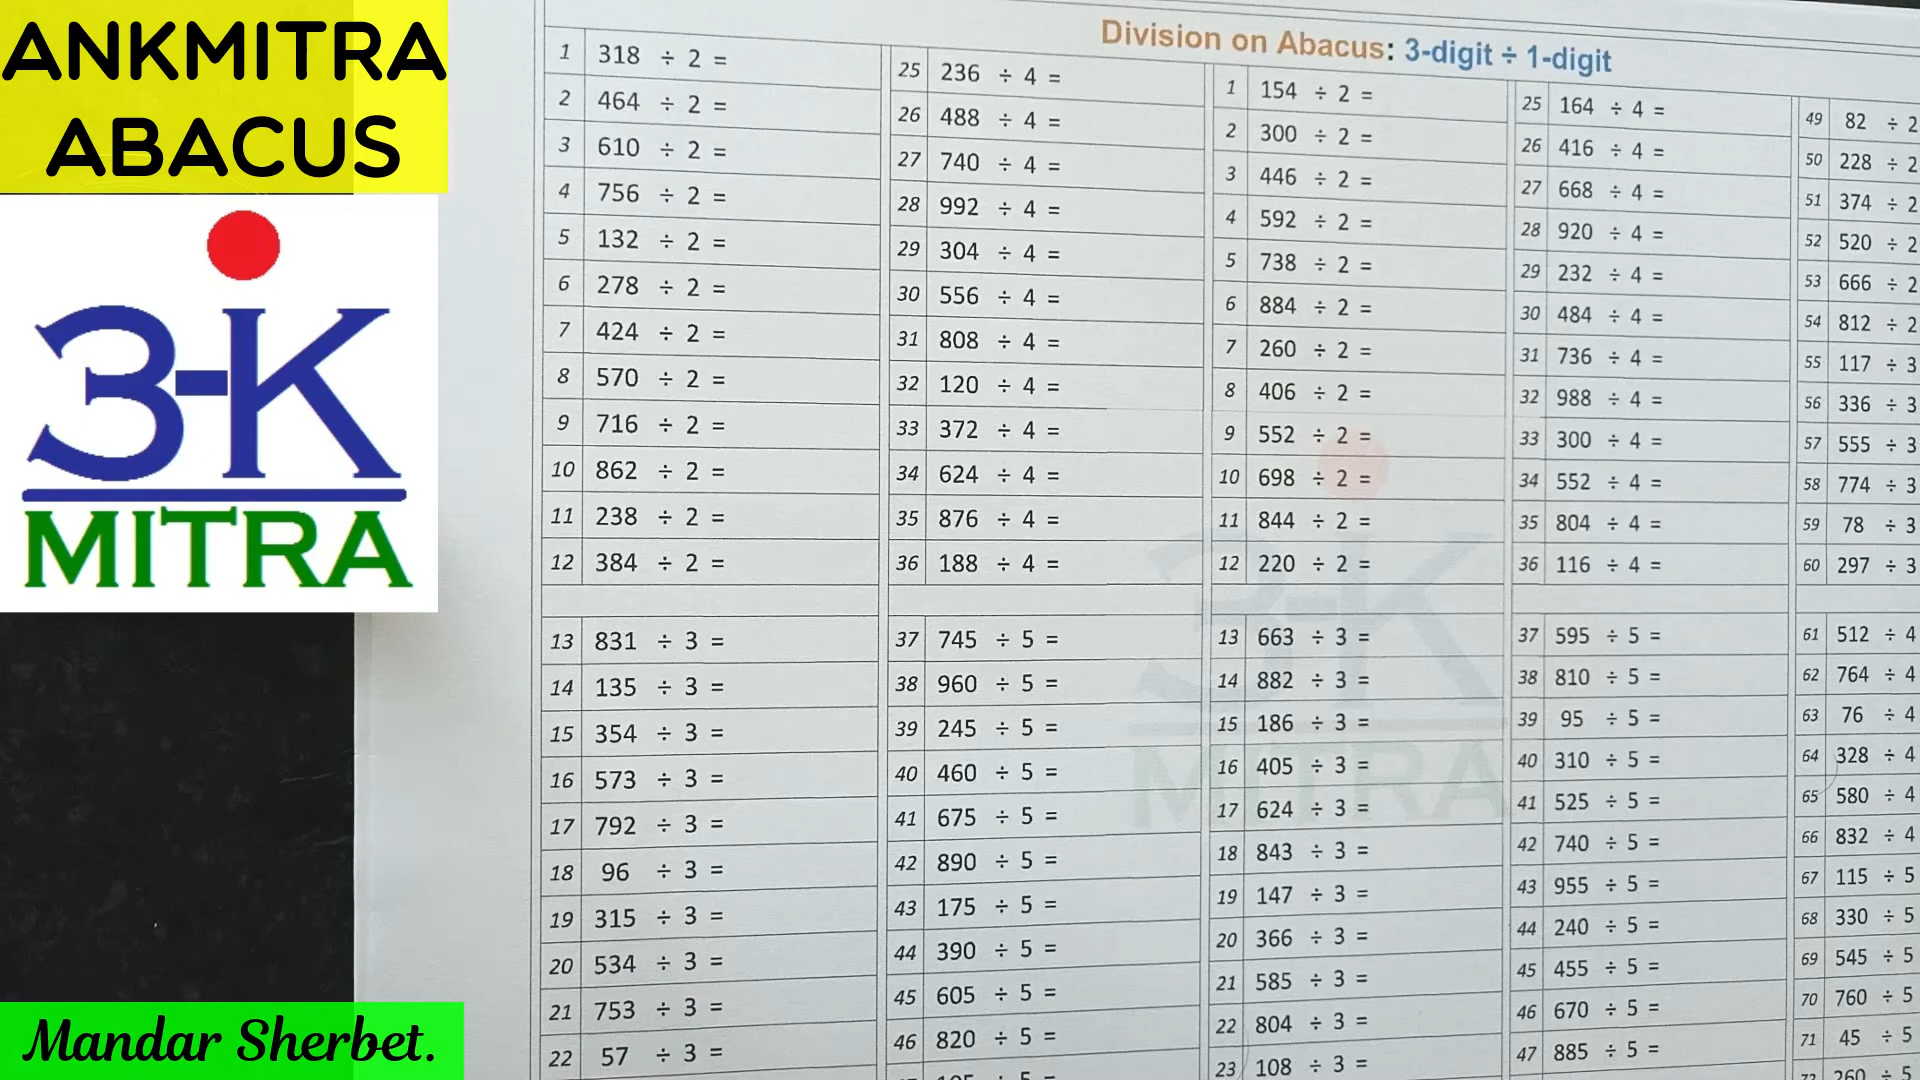 ANKMITRA
ABACUS
3-K
MITRA
Mandar Sherbet.
Division on Abacus: 3-digit ÷ 1-digit
1 318 ÷ 2 =
2 464 ÷ 2 =
3 610 ÷ 2 =
4 756 ÷ 2 =
5 132 ÷ 2 =
6 278 ÷ 2 =
7 424 ÷ 2 =
8 570 ÷ 2 =
9 716 ÷ 2 =
10 862 ÷ 2 =
11 238 ÷ 2 =
12 384 ÷ 2 =
13 831 ÷ 3 =
14 135 ÷ 3 =
15 354 ÷ 3 =
16 573 ÷ 3 =
17 792 ÷ 3 =
18 96 ÷ 3 =
19 315 ÷ 3 =
20 534 ÷ 3 =
21 753 ÷ 3 =
22 57 ÷ 3 =
25 236 ÷ 4 =
26 488 ÷ 4 =
27 740 ÷ 4 =
28 992 ÷ 4 =
29 304 ÷ 4 =
30 556 ÷ 4 =
31 808 ÷ 4 =
32 120 ÷ 4 =
33 372 ÷ 4 =
34 624 ÷ 4 =
35 876 ÷ 4 =
36 188 ÷ 4 =
37 745 ÷ 5 =
38 960 ÷ 5 =
39 245 ÷ 5 =
40 460 ÷ 5 =
41 675 ÷ 5 =
42 890 ÷ 5 =
43 175 ÷ 5 =
44 390 ÷ 5 =
45 605 ÷ 5 =
46 820 ÷ 5 =
1 154 ÷ 2 =
2 300 ÷ 2 =
3 446 ÷ 2 =
4 592 ÷ 2 =
5 738 ÷ 2 =
6 884 ÷ 2 =
7 260 ÷ 2 =
8 406 ÷ 2 =
9 552 ÷ 2 =
10 698 ÷ 2 =
11 844 ÷ 2 =
12 220 ÷ 2 =
13 663 ÷ 3 =
14 882 ÷ 3 =
15 186 ÷ 3 =
16 405 ÷ 3 =
17 624 ÷ 3 =
18 843 ÷ 3 =
19 147 ÷ 3 =
20 366 ÷ 3 =
21 585 ÷ 3 =
22 804 ÷ 3 =
23 108 ÷ 3 =
25 164 ÷ 4 =
26 416 ÷ 4 =
27 668 ÷ 4 =
28 920 ÷ 4 =
29 232 ÷ 4 =
30 484 ÷ 4 =
31 736 ÷ 4 =
32 988 ÷ 4 =
33 300 ÷ 4 =
34 552 ÷ 4 =
35 804 ÷ 4 =
36 116 ÷ 4 =
37 595 ÷ 5 =
38 810 ÷ 5 =
39 95 ÷ 5 =
40 310 ÷ 5 =
41 525 ÷ 5 =
42 740 ÷ 5 =
43 955 ÷ 5 =
44 240 ÷ 5 =
45 455 ÷ 5 =
46 670 ÷ 5 =
47 885 ÷ 5 =
49 82 ÷ 2
50 228 ÷ 2
51 374 ÷ 2
52 520 ÷ 2
53 666 ÷ 2
54 812 ÷ 2
55 117 ÷ 3
56 336 ÷ 3
57 555 ÷ 3
58 774 ÷ 3
59 78 ÷ 3
60 297 ÷ 3
61 512 ÷ 4
62 764 ÷ 4
63 76 ÷ 4
64 328 ÷ 4
65 580 ÷ 4
66 832 ÷ 4
67 115 ÷ 5
68 330 ÷ 5
69 545 ÷ 5
70 760 ÷ 5
71 45 ÷ 5
72 260 ÷ 5
3-K
MITRA